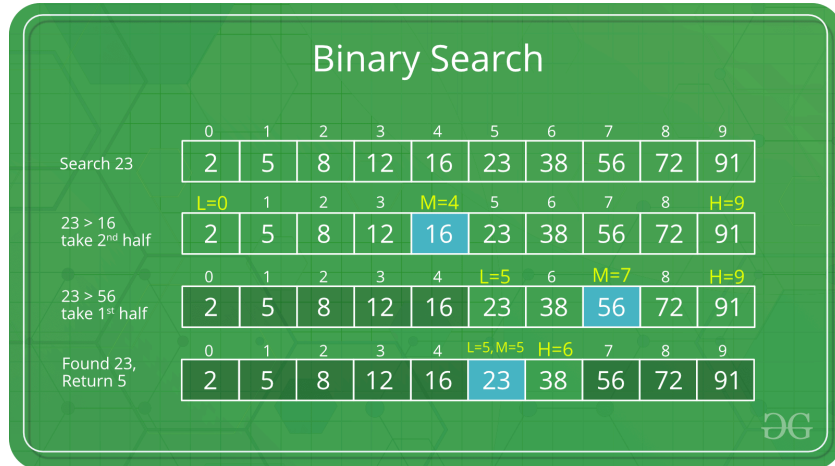 Binary Search
0 1 2 3 4 5 6 7 8 9
Search 23 2 5 8 12 16 23 38 56 72 91
L=0 1 2 3 M=4 5 6 7 8 H=9
23 > 16
take 2nd half 2 5 8 12 16 23 38 56 72 91
0 1 2 3 4 L=5 6 M=7 8 H=9
23 > 56
take 1st half 2 5 8 12 16 23 38 56 72 91
0 1 2 3 4 L=5, M=5 H=6 7 8 9
Found 23,
Return 5 2 5 8 12 16 23 38 56 72 91